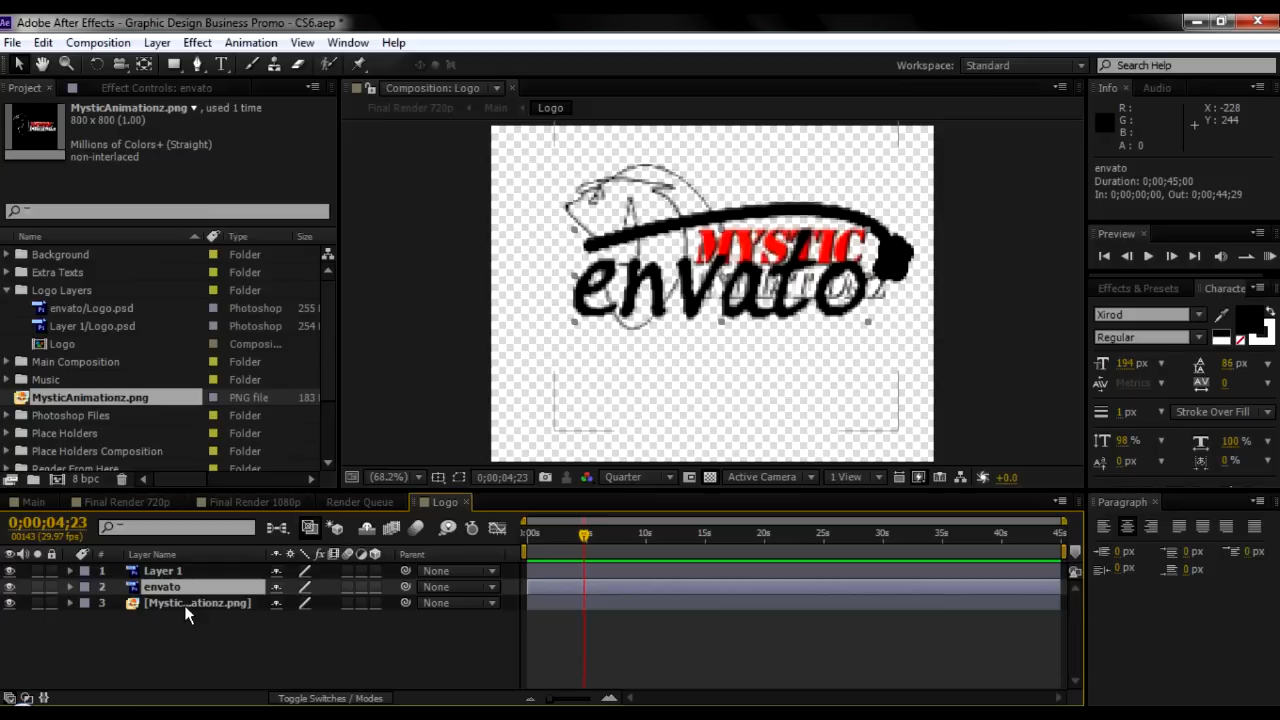 Adobe After Effects - Graphic Design Business Promo - CS6.aep *
File Edit Composition Layer Effect Animation View Window Help
Workspace: Standard Search Help
Project Effect Controls: envato Composition: Logo Info Audio
MysticAnimationz.png ▾ , used 1 time
800 x 800 (1.00)
Millions of Colors+ (Straight)
non-interlaced
Final Render 720p Main Logo
R: X: -228
G: Y: 244
B:
A: 0
envato
Duration: 0;00;45;00
In: 0;00;00;00, Out: 0;00;44;29
MYSTIC
envato
Name Type Size
Background Folder
Extra Texts Folder
Logo Layers Folder
envato/Logo.psd Photoshop 255
Layer 1/Logo.psd Photoshop 254
Logo Composi...
Main Composition Folder
Music Folder
MysticAnimationz.png PNG file 183
Photoshop Files Folder
Place Holders Folder
Place Holders Composition Folder
Render From Here Folder
8 bpc
Preview
Effects & Presets Characte
Xirod
Regular
194 px 86 px
Metrics 0
1 px Stroke Over Fill
98 % 100 %
0 px 0 %
(68.2%) 0;00;04;23 Quarter Active Camera 1 View +0.0
Main Final Render 720p Final Render 1080p Render Queue Logo
Paragraph
0;00;04;23
00143 (29.97 fps)
:00s 5s 10s 15s 20s 25s 30s 35s 40s 45s
# Layer Name Parent
1 Layer 1 None
2 envato None
3 [Mystic...ationz.png] None
0 px 0 px 0 px
0 px 0 px
Toggle Switches / Modes